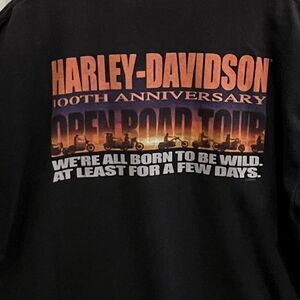 HARLEY-DAVIDSON
100TH ANNIVERSARY
OPEN ROAD TOUR
WE'RE ALL BORN TO BE WILD.
AT LEAST FOR A FEW DAYS.